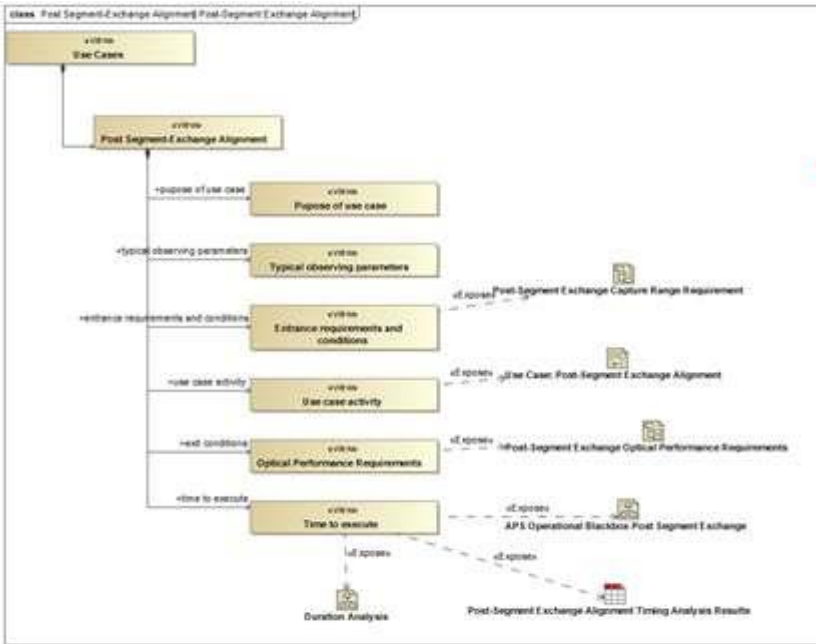 class Post Segment-Exchange Alignment[ Post-Segment Exchange Alignment]
«View»
Use Cases
«View»
Post Segment-Exchange Alignment
+pupose of use case
«View»
Pupose of use case
+typical observing parameters
«View»
Typical observing parameters
+entrance requirements and conditions
«View»
Entrance requirements and
conditions
«Expose»
Post-Segment Exchange Capture Range Requirement
+use case activity
«View»
Use case activity
«Expose»
Use Case: Post-Segment Exchange Alignment
+exit conditions
«View»
Optical Performance Requirements
«Expose»
Post-Segment Exchange Optical Performance Requirements
+time to execute
«View»
Time to execute
«Expose»
APS Operational Blackbox Post Segment Exchange
«Expose»
«Expose»
Duration Analysis
Post-Segment Exchange Alignment Timing Analysis Results